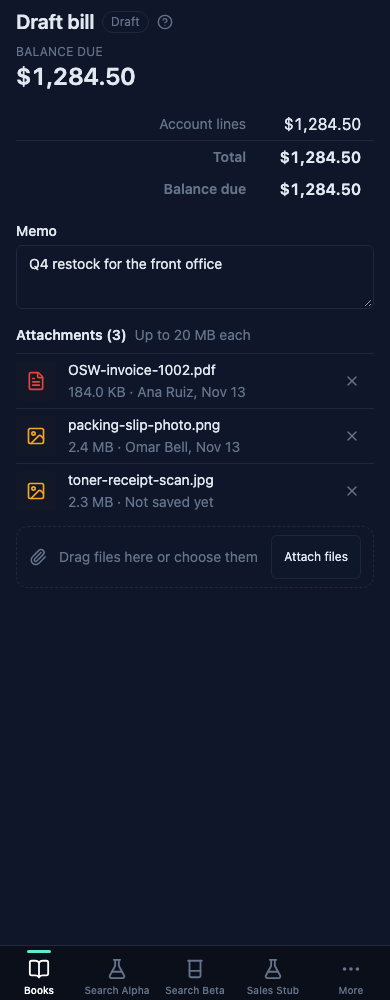 Draft bill Draft
BALANCE DUE
$1,284.50
Account lines $1,284.50
Total $1,284.50
Balance due $1,284.50
Memo
Q4 restock for the front office
Attachments (3) Up to 20 MB each
OSW-invoice-1002.pdf
184.0 KB · Ana Ruiz, Nov 13
packing-slip-photo.png
2.4 MB · Omar Bell, Nov 13
toner-receipt-scan.jpg
2.3 MB · Not saved yet
Drag files here or choose them Attach files
Books Search Alpha Search Beta Sales Stub More